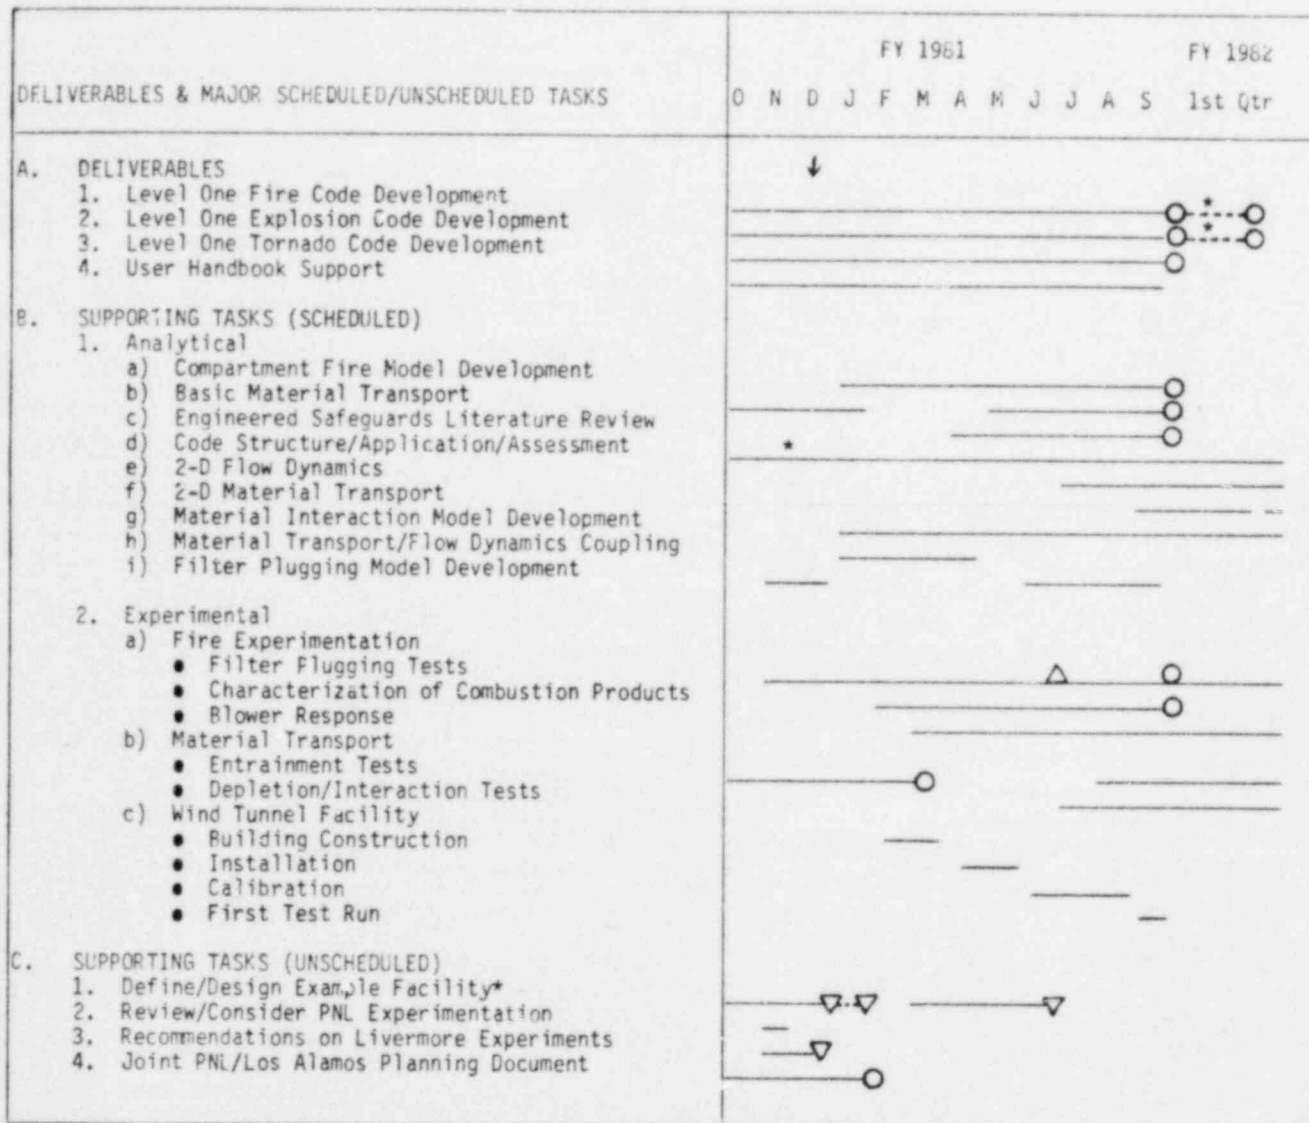 FY 1981 FY 1982
DELIVERABLES & MAJOR SCHEDULED/UNSCHEDULED TASKS O N D J F M A M J J A S 1st Qtr
A. DELIVERABLES
1. Level One Fire Code Development
2. Level One Explosion Code Development
3. Level One Tornado Code Development
4. User Handbook Support
B. SUPPORTING TASKS (SCHEDULED)
1. Analytical
a) Compartment Fire Model Development
b) Basic Material Transport
c) Engineered Safeguards Literature Review
d) Code Structure/Application/Assessment
e) 2-D Flow Dynamics
f) 2-D Material Transport
g) Material Interaction Model Development
h) Material Transport/Flow Dynamics Coupling
i) Filter Plugging Model Development
2. Experimental
a) Fire Experimentation
• Filter Plugging Tests
• Characterization of Combustion Products
• Blower Response
b) Material Transport
• Entrainment Tests
• Depletion/Interaction Tests
c) Wind Tunnel Facility
• Building Construction
• Installation
• Calibration
• First Test Run
C. SUPPORTING TASKS (UNSCHEDULED)
1. Define/Design Example Facility*
2. Review/Consider PNL Experimentation
3. Recommendations on Livermore Experiments
4. Joint PNL/Los Alamos Planning Document